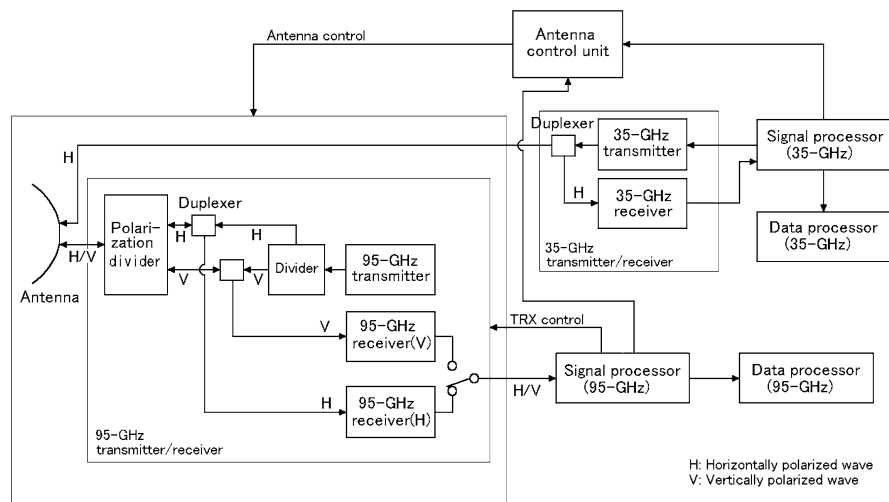 Antenna control
Antenna
control unit
Duplexer
35-GHz
transmitter
Signal processor
(35-GHz)
H
H
35-GHz
receiver
Data processor
(35-GHz)
35-GHz
transmitter/receiver
Duplexer
Polari-
zation
divider
H
H
H/V
V
V
Divider
95-GHz
transmitter
Antenna
V
95-GHz
receiver(V)
TRX control
H
95-GHz
receiver(H)
H/V
Signal processor
(95-GHz)
Data processor
(95-GHz)
95-GHz
transmitter/receiver
H: Horizontally polarized wave
V: Vertically polarized wave